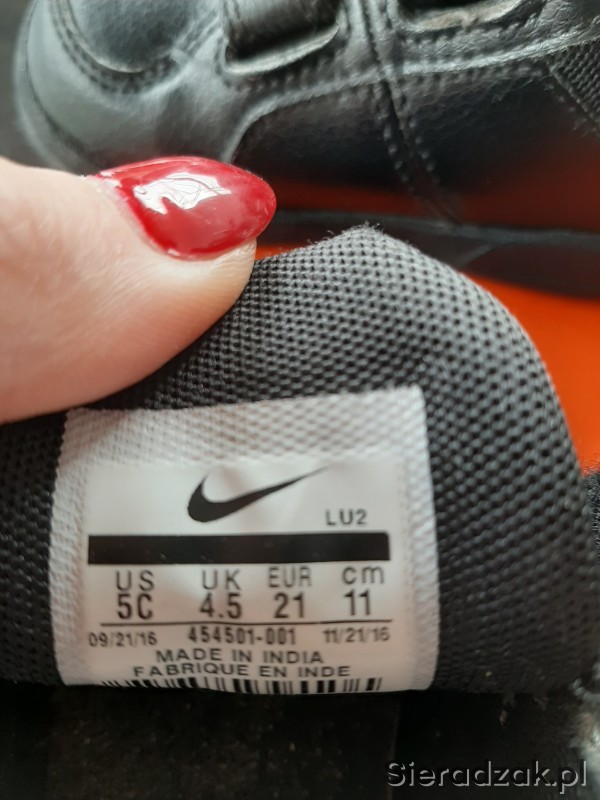 LU2
US UK EUR cm
5C 4.5 21 11
09/21/16 454501-001 11/21/16
MADE IN INDIA
FABRIQUE EN INDE
Sieradzak.pl